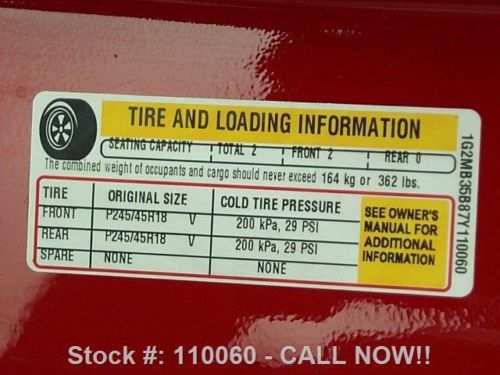 TIRE AND LOADING INFORMATION
SEATING CAPACITY TOTAL 2 FRONT 2 REAR 0
The combined weight of occupants and cargo should never exceed 164 kg or 362 lbs.
TIRE ORIGINAL SIZE COLD TIRE PRESSURE
FRONT P245/45R18 V 200 kPa, 29 PSI
REAR P245/45R18 V 200 kPa, 29 PSI
SPARE NONE NONE
SEE OWNER'S
MANUAL FOR
ADDITIONAL
INFORMATION
1G2MB35B87Y110060
Stock #: 110060 - CALL NOW!!